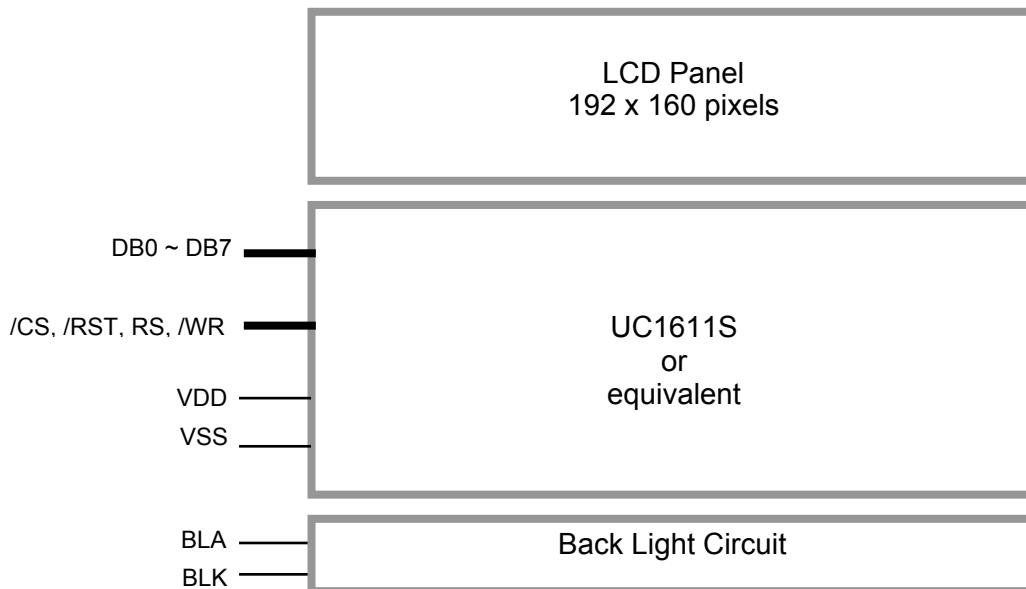 LCD Panel
192 x 160 pixels
DB0 ~ DB7
/CS, /RST, RS, /WR
VDD
VSS
UC1611S
or
equivalent
BLA
BLK
Back Light Circuit